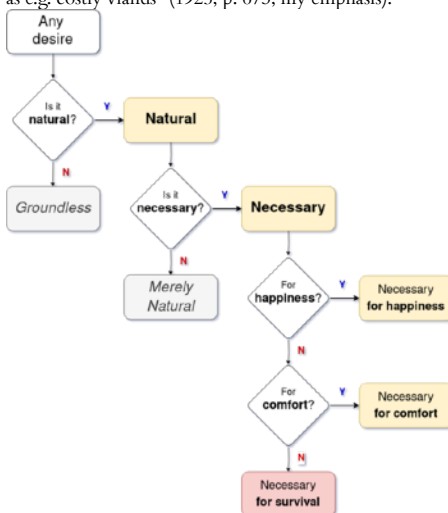 as e.g. costly viands" (1925, p. 673, my emphasis).
Any
desire
Is it
natural?
Y
Natural
N
Groundless
Is it
necessary?
Y
Necessary
N
Merely
Natural
For
happiness?
Y
Necessary
for happiness
N
For
comfort?
Y
Necessary
for comfort
N
Necessary
for survival